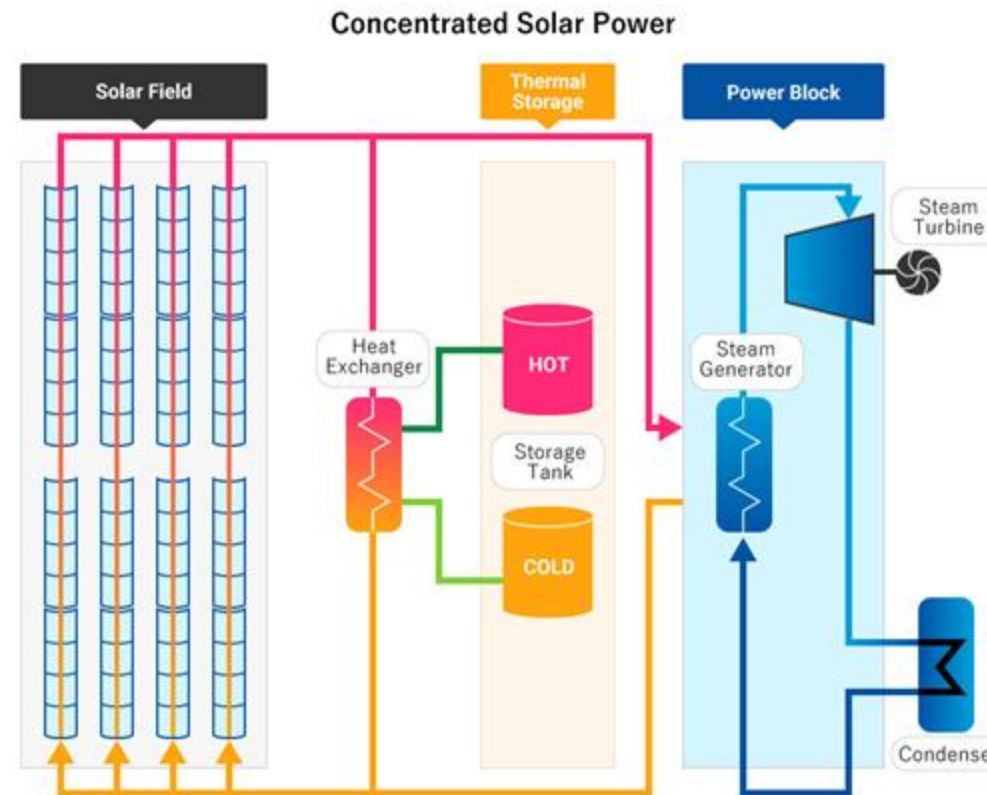 Concentrated Solar Power
Solar Field
Thermal
Storage
Power Block
Steam
Turbine
Heat
Exchanger
HOT
Steam
Generator
Storage
Tank
COLD
Condense